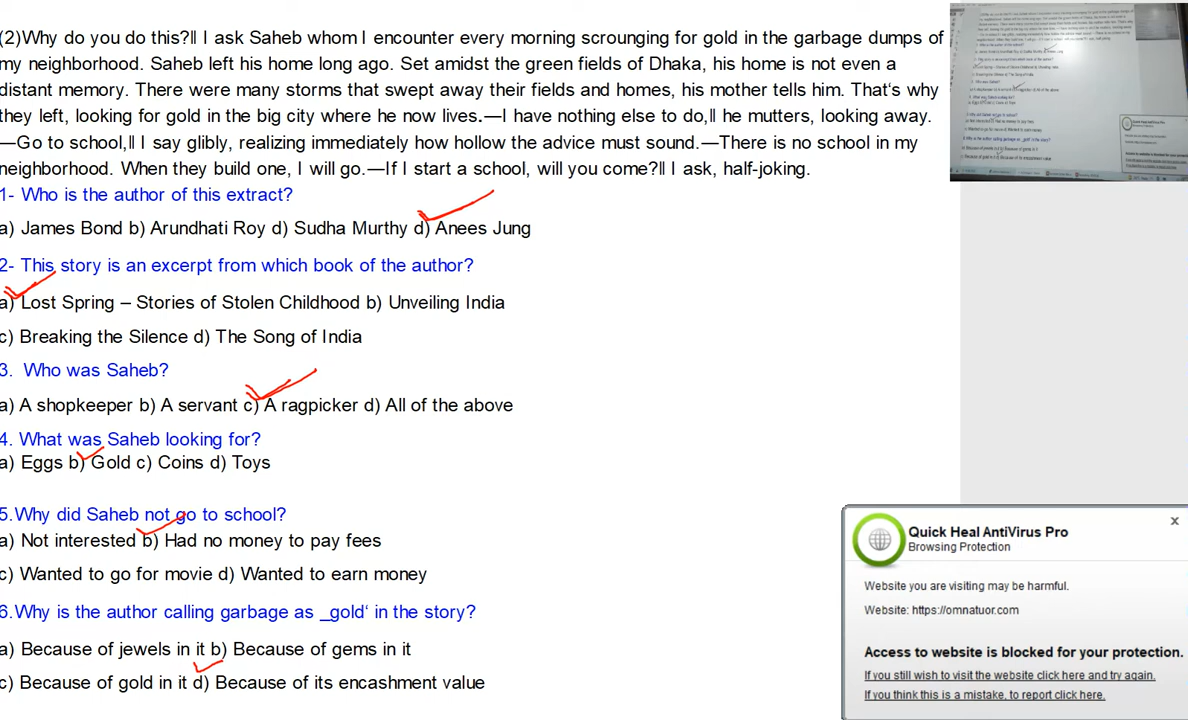 (2)Why do you do this?‖ I ask Saheb whom I encounter every morning scrounging for gold in the garbage dumps of
my neighborhood. Saheb left his home long ago. Set amidst the green fields of Dhaka, his home is not even a
distant memory. There were many storms that swept away their fields and homes, his mother tells him. That‘s why
they left, looking for gold in the big city where he now lives.—I have nothing else to do,‖ he mutters, looking away.
—Go to school,‖ I say glibly, realizing immediately how hollow the advice must sound.—There is no school in my
neighborhood. When they build one, I will go.—If I start a school, will you come?‖ I ask, half-joking.
1- Who is the author of this extract?
a) James Bond b) Arundhati Roy d) Sudha Murthy d) Anees Jung
2- This story is an excerpt from which book of the author?
a) Lost Spring – Stories of Stolen Childhood b) Unveiling India
c) Breaking the Silence d) The Song of India
3. Who was Saheb?
a) A shopkeeper b) A servant c) A ragpicker d) All of the above
4. What was Saheb looking for?
a) Eggs b) Gold c) Coins d) Toys
5.Why did Saheb not go to school?
a) Not interested b) Had no money to pay fees
c) Wanted to go for movie d) Wanted to earn money
6.Why is the author calling garbage as _gold‘ in the story?
a) Because of jewels in it b) Because of gems in it
c) Because of gold in it d) Because of its encashment value
x
Quick Heal AntiVirus Pro
Browsing Protection
Website you are visiting may be harmful.
Website: https://omnatuor.com
Access to website is blocked for your protection.
If you still wish to visit the website click here and try again.
If you think this is a mistake, to report click here.